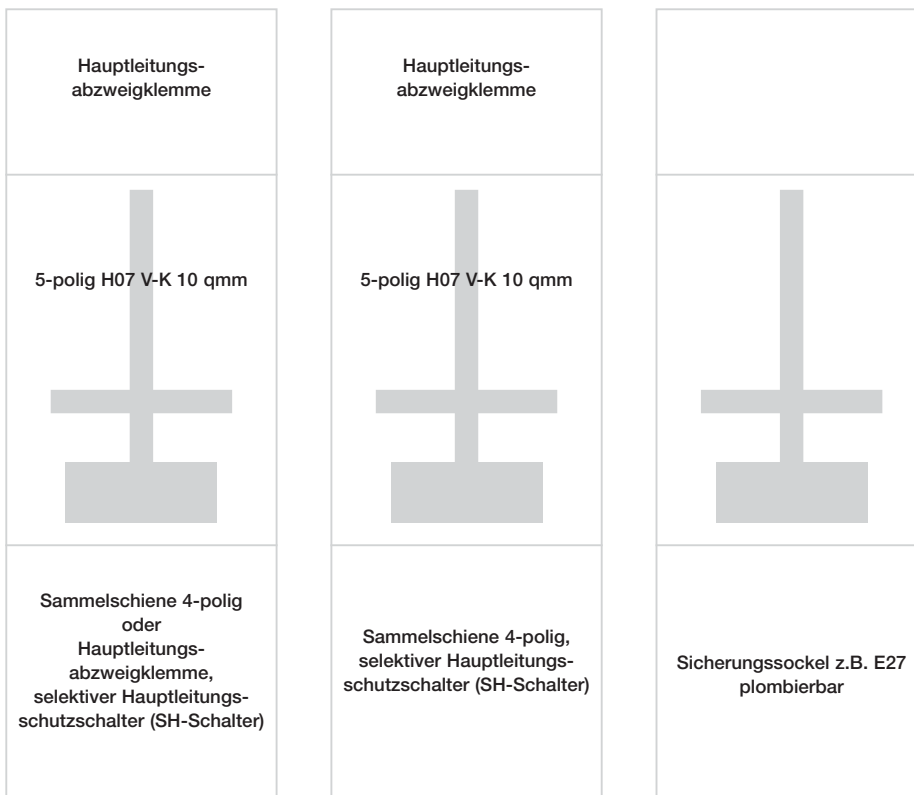 Hauptleitungs-
abzweigklemme
5-polig H07 V-K 10 qmm
Sammelschiene 4-polig
oder
Hauptleitungs-
abzweigklemme,
selektiver Hauptleitungs-
schutzschalter (SH-Schalter)
Hauptleitungs-
abzweigklemme
5-polig H07 V-K 10 qmm
Sammelschiene 4-polig,
selektiver Hauptleitungs-
schutzschalter (SH-Schalter)
Sicherungssockel z.B. E27
plombierbar